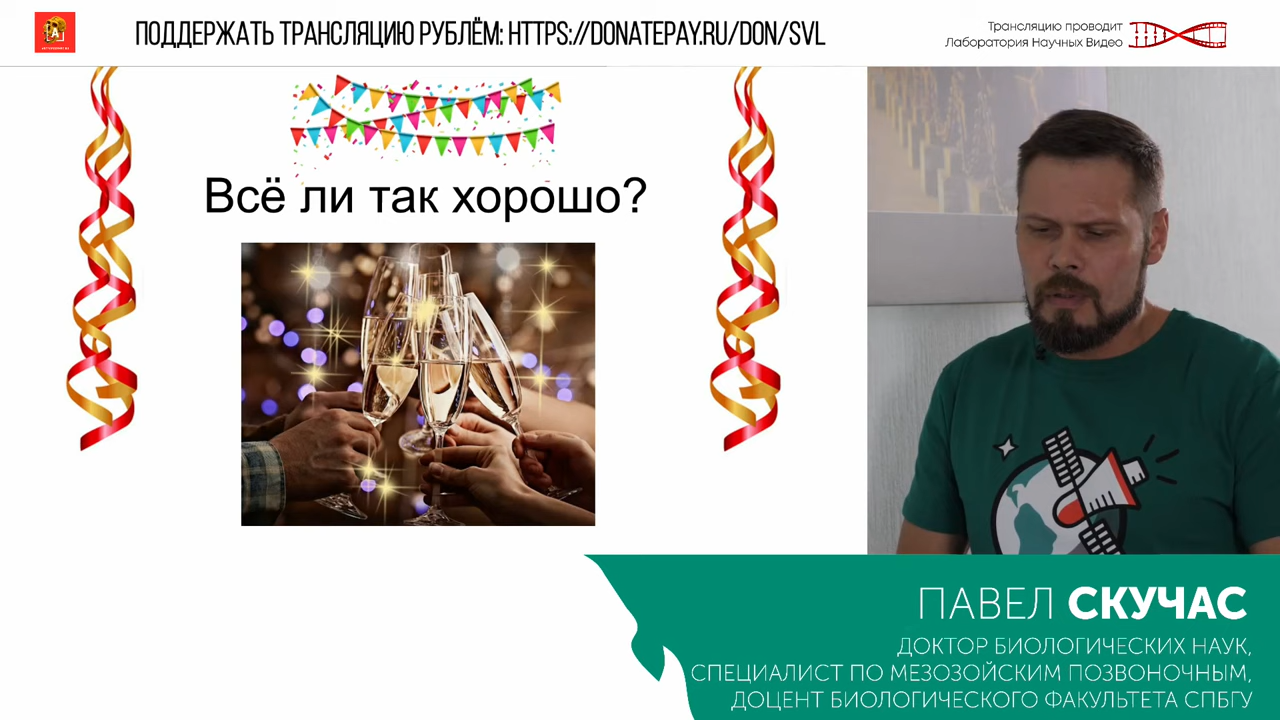 ПОДДЕРЖАТЬ ТРАНСЛЯЦИЮ РУБЛЁМ: HTTPS://DONATEPAY.RU/DON/SVL
Трансляцию проводит
Лаборатория Научных Видео
Всё ли так хорошо?
ПАВЕЛ СКУЧАС
ДОКТОР БИОЛОГИЧЕСКИХ НАУК,
СПЕЦИАЛИСТ ПО МЕЗОЗОЙСКИМ ПОЗВОНОЧНЫМ,
ДОЦЕНТ БИОЛОГИЧЕСКОГО ФАКУЛЬТЕТА СПБГУ